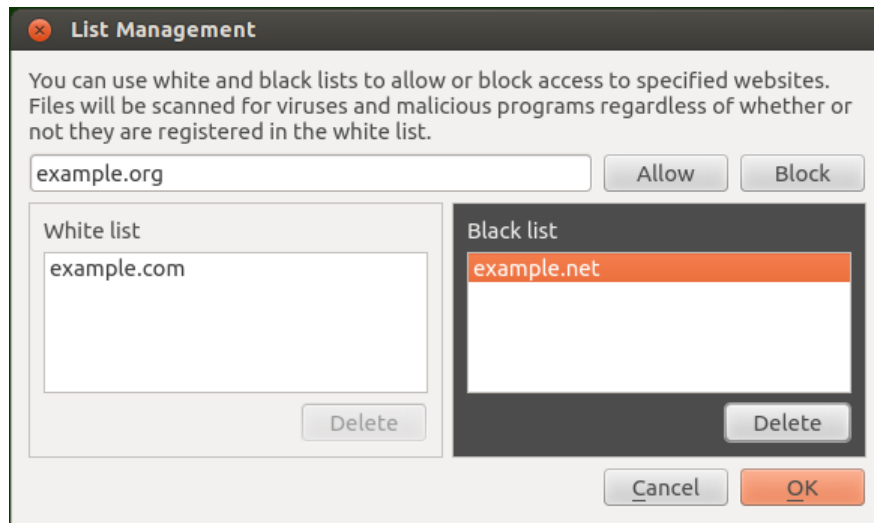 List Management
You can use white and black lists to allow or block access to specified websites.
Files will be scanned for viruses and malicious programs regardless of whether or
not they are registered in the white list.
example.org
Allow
Block
White list
Black list
example.com
example.net
Delete
Delete
Cancel
OK